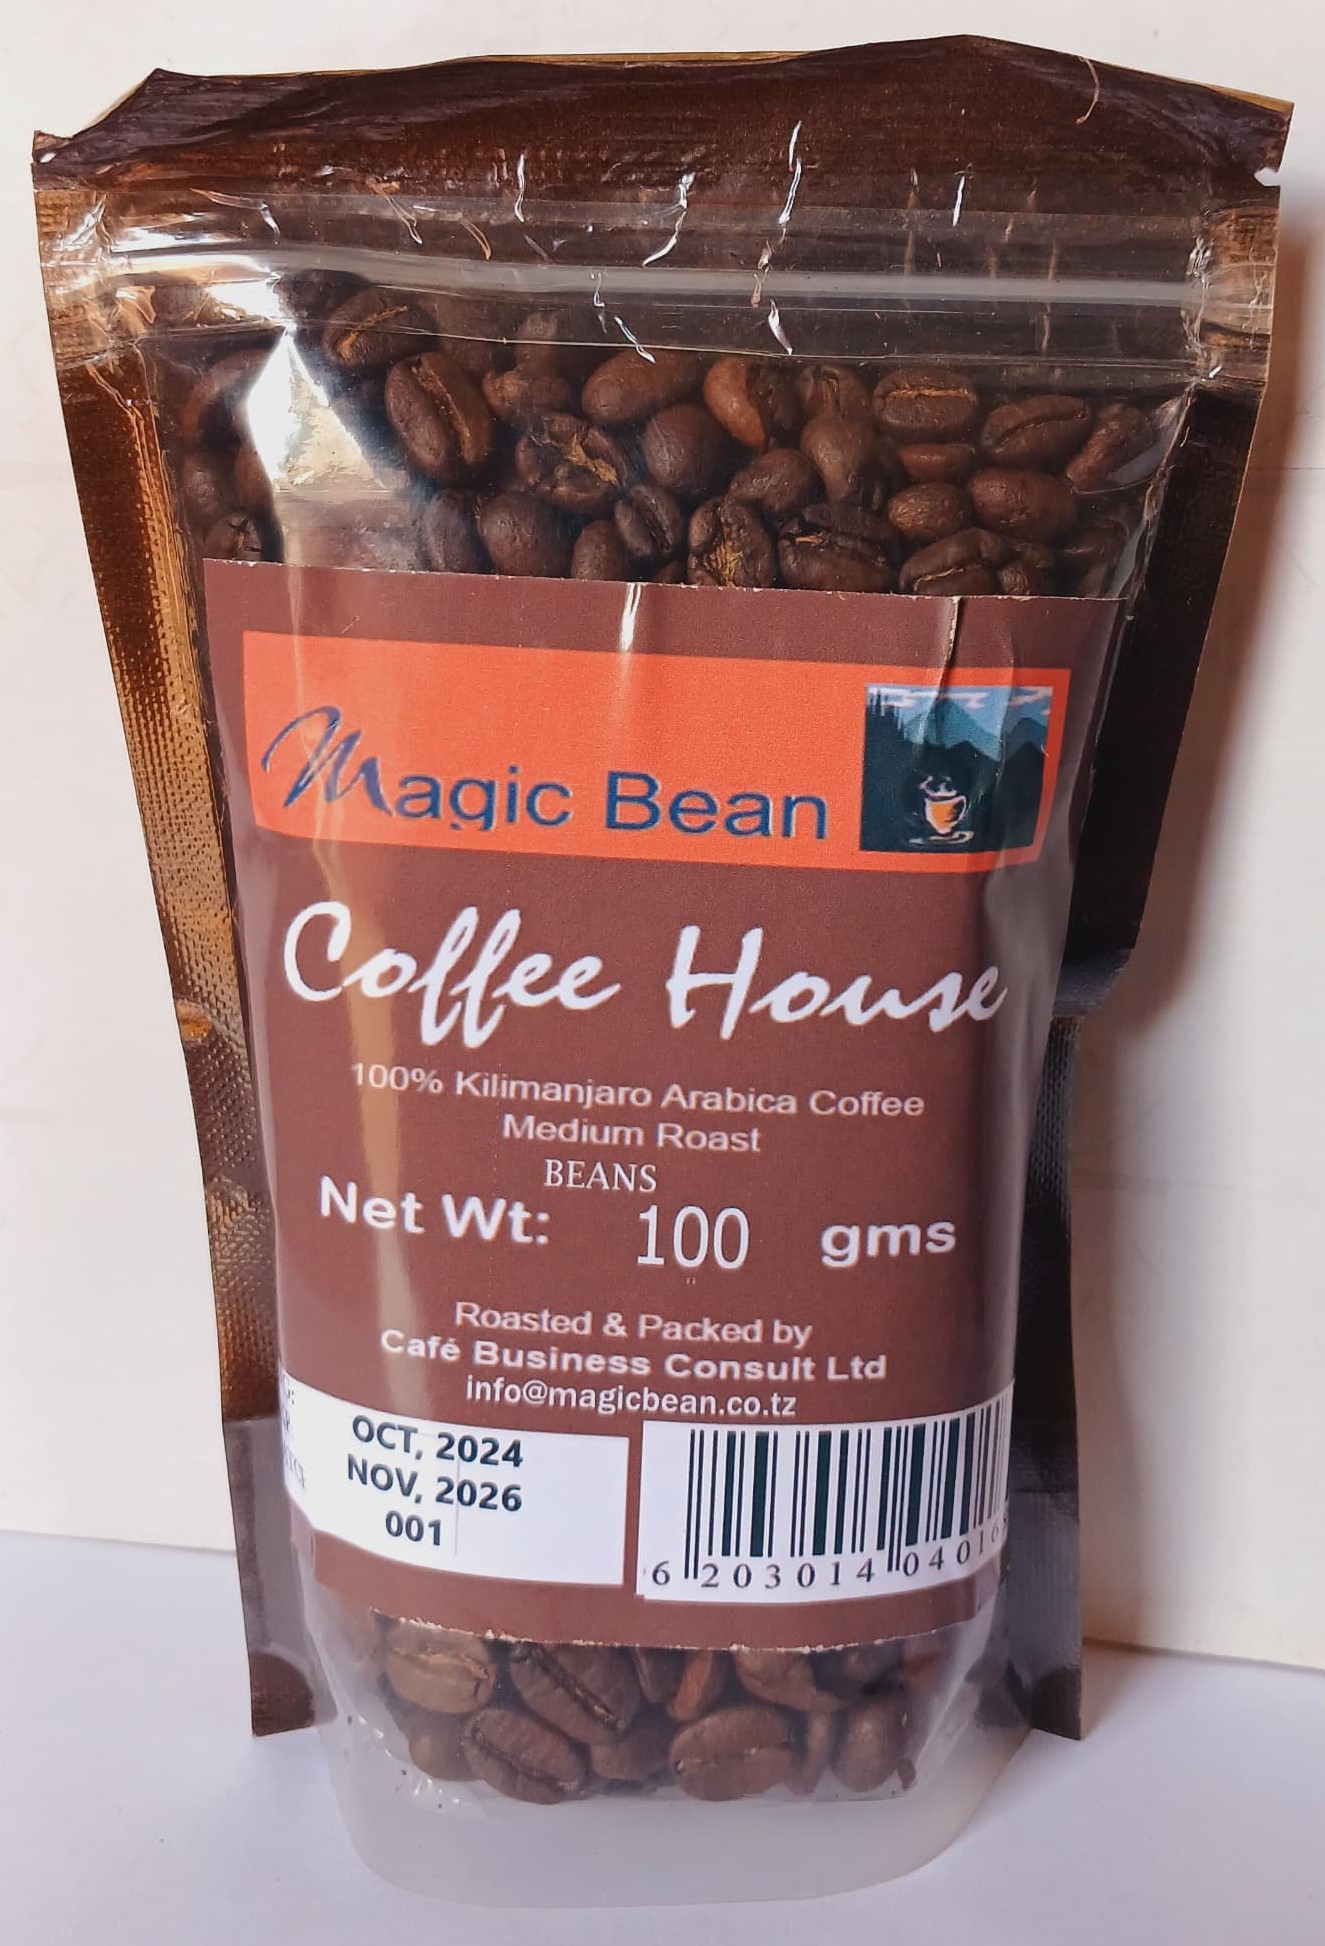 Magic Bean
Coffee House
100% Kilimanjaro Arabica Coffee
Medium Roast
BEANS
Net Wt: 100 gms
Roasted & Packed by
Café Business Consult Ltd
info@magicbean.co.tz
OCT, 2024
NOV, 2026
001
6 203014 04016